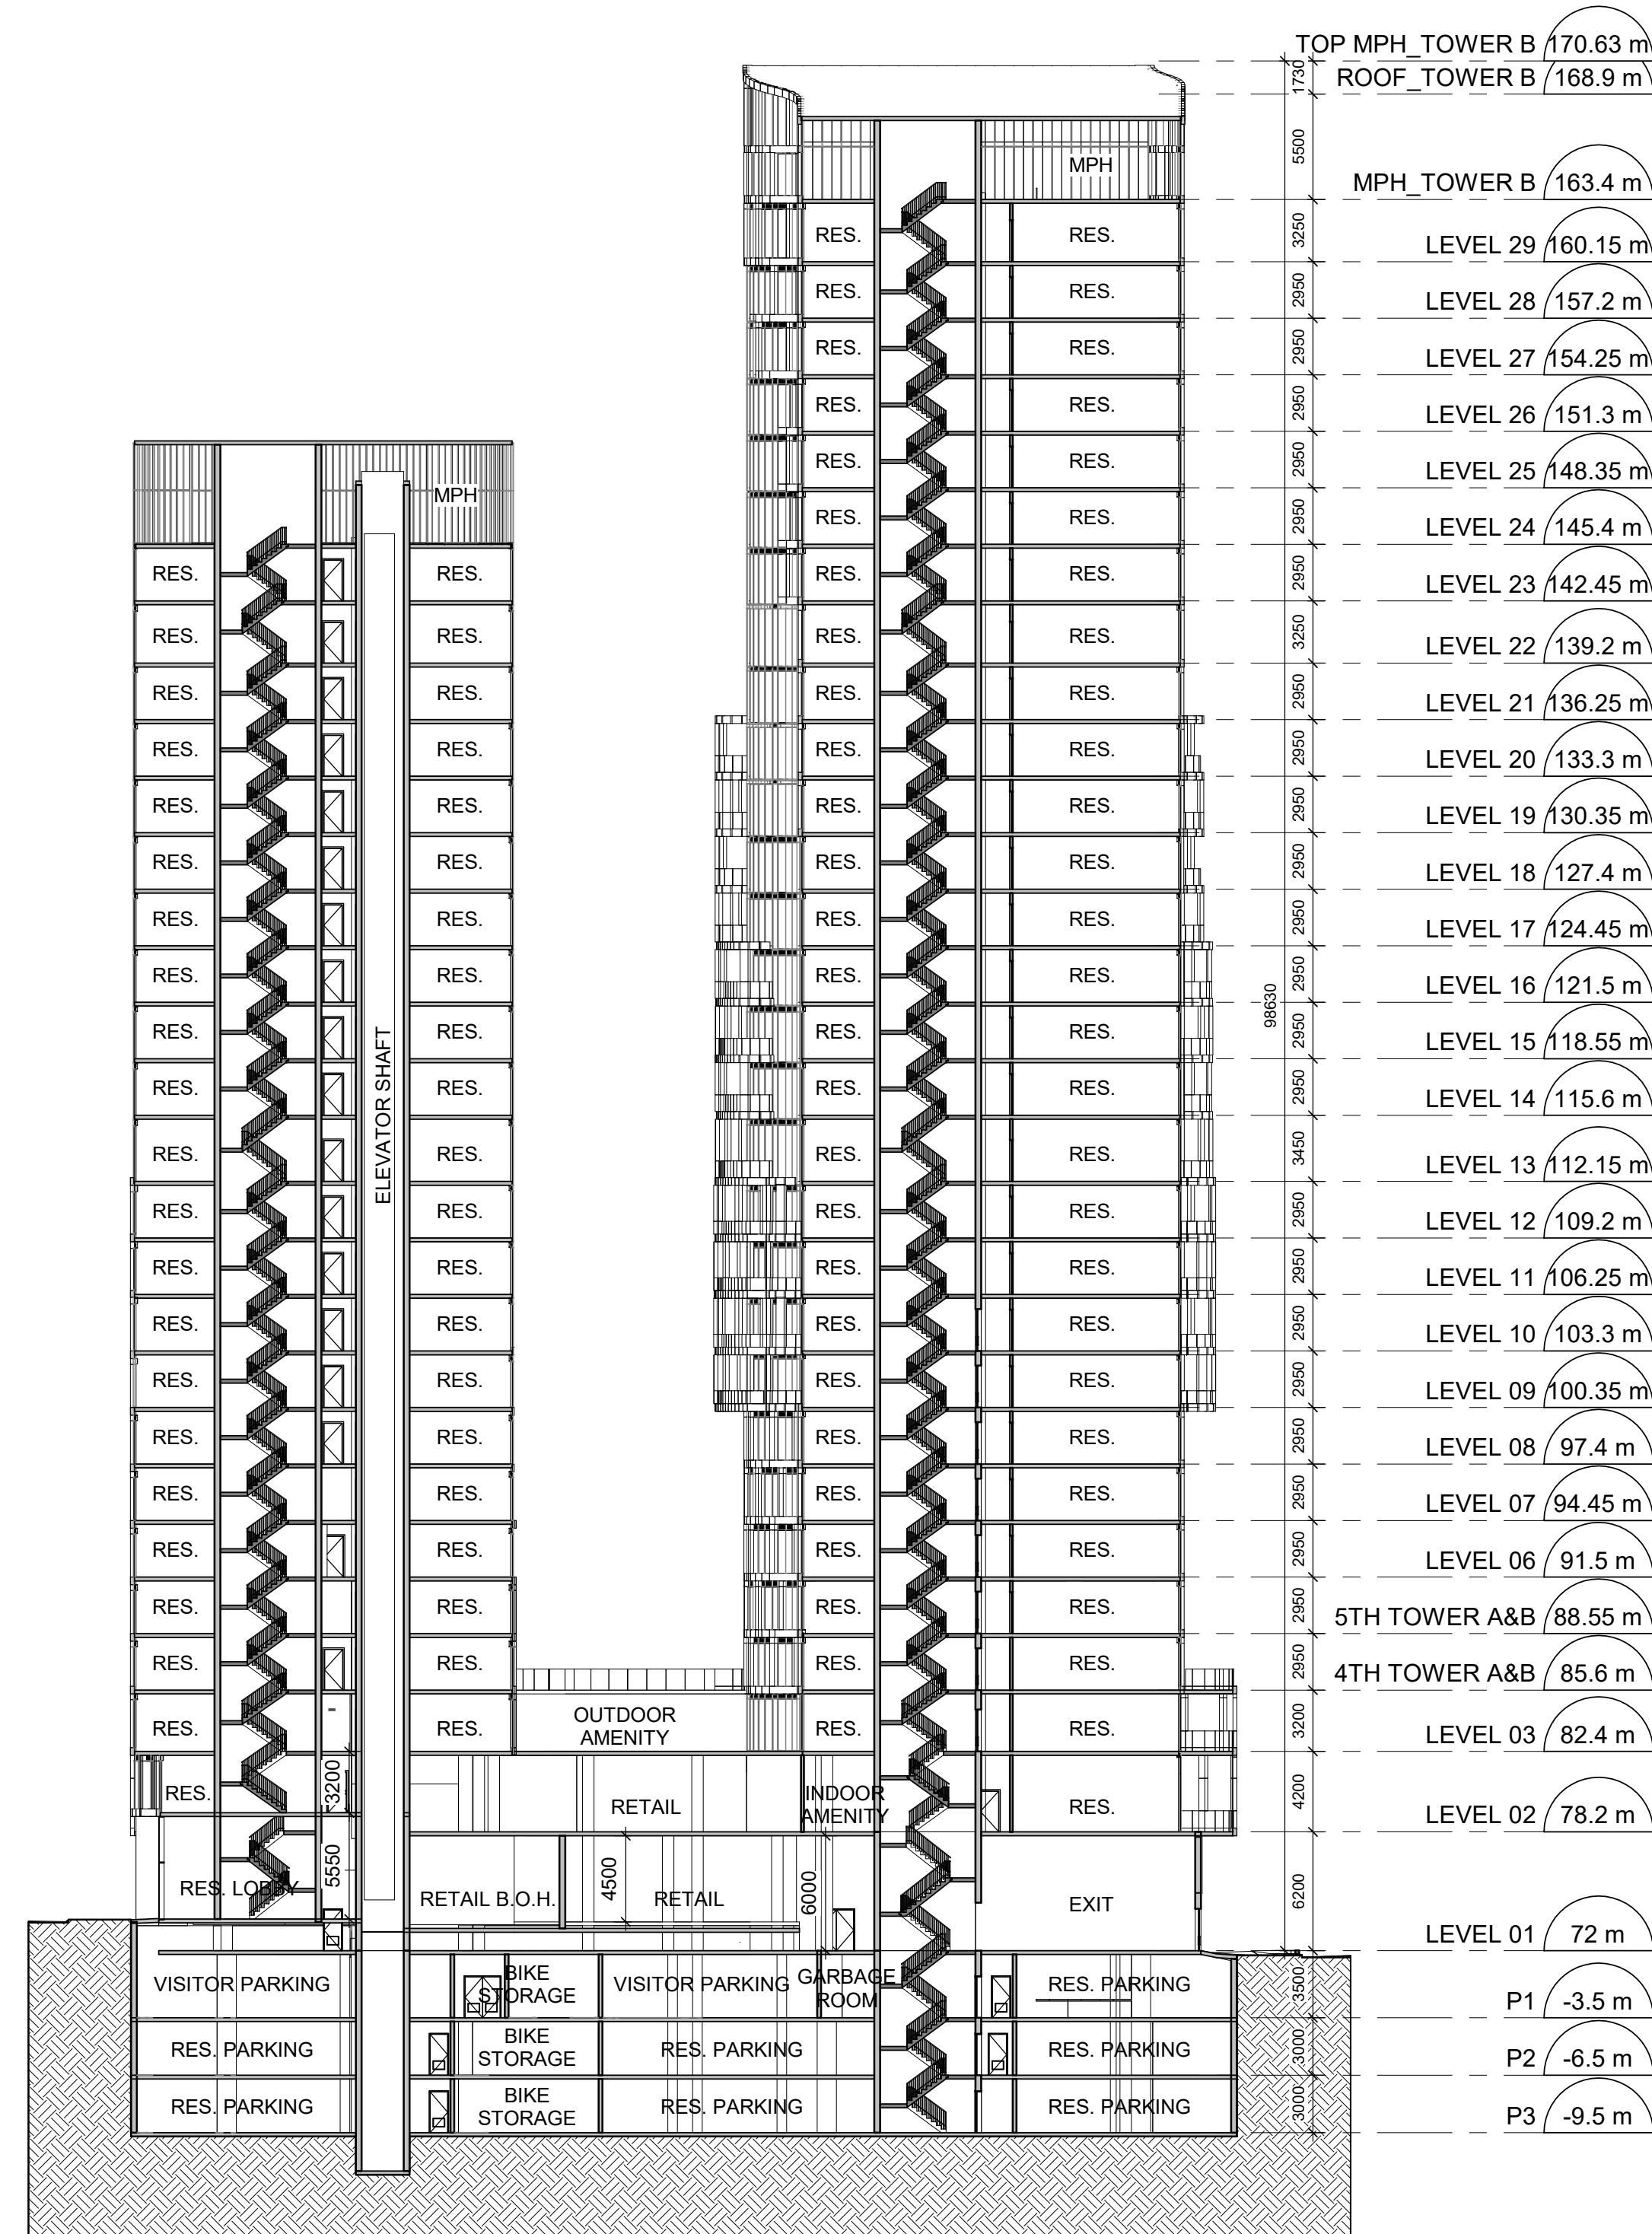 TOP MPH_TOWER B 170.63 m
1730
ROOF_TOWER B 168.9 m
5500
MPH
MPH_TOWER B 163.4 m
RES. RES. 3250
LEVEL 29 160.15 m
RES. RES. 2950
LEVEL 28 157.2 m
RES. RES. 2950
LEVEL 27 154.25 m
RES. RES. 2950
LEVEL 26 151.3 m
RES. RES. 2950
LEVEL 25 148.35 m
MPH
RES. RES. 2950
LEVEL 24 145.4 m
RES. RES. RES. RES. 2950
LEVEL 23 142.45 m
RES. RES. RES. RES. 3250
LEVEL 22 139.2 m
RES. RES. RES. RES. 2950
LEVEL 21 136.25 m
RES. RES. RES. RES. 2950
LEVEL 20 133.3 m
RES. RES. RES. RES. 2950
LEVEL 19 130.35 m
RES. RES. RES. RES. 2950
LEVEL 18 127.4 m
RES. RES. RES. RES. 2950
LEVEL 17 124.45 m
RES. RES. RES. RES. 2950
LEVEL 16 121.5 m
98630
RES. RES. RES. RES. 2950
LEVEL 15 118.55 m
ELEVATOR SHAFT
RES. RES. RES. RES. 2950
LEVEL 14 115.6 m
RES. RES. RES. RES. 3450
LEVEL 13 112.15 m
RES. RES. RES. RES. 2950
LEVEL 12 109.2 m
RES. RES. RES. RES. 2950
LEVEL 11 106.25 m
RES. RES. RES. RES. 2950
LEVEL 10 103.3 m
RES. RES. RES. RES. 2950
LEVEL 09 100.35 m
RES. RES. RES. RES. 2950
LEVEL 08 97.4 m
RES. RES. RES. RES. 2950
LEVEL 07 94.45 m
RES. RES. RES. RES. 2950
LEVEL 06 91.5 m
RES. RES. RES. RES. 2950
5TH TOWER A&B 88.55 m
RES. RES. RES. RES. 2950
4TH TOWER A&B 85.6 m
RES. RES. OUTDOOR RES. RES. 3200
AMENITY
LEVEL 03 82.4 m
RES. 3200 RETAIL INDOOR RES. 4200
AMENITY
LEVEL 02 78.2 m
RES. LOBBY 5550 RETAIL B.O.H. 4500 RETAIL 6000 EXIT 6200
LEVEL 01 72 m
VISITOR PARKING BIKE VISITOR PARKING GARBAGE RES. PARKING 3500
STORAGE ROOM
P1 -3.5 m
RES. PARKING BIKE RES. PARKING RES. PARKING 3000
STORAGE
P2 -6.5 m
RES. PARKING BIKE RES. PARKING RES. PARKING 3000
STORAGE
P3 -9.5 m